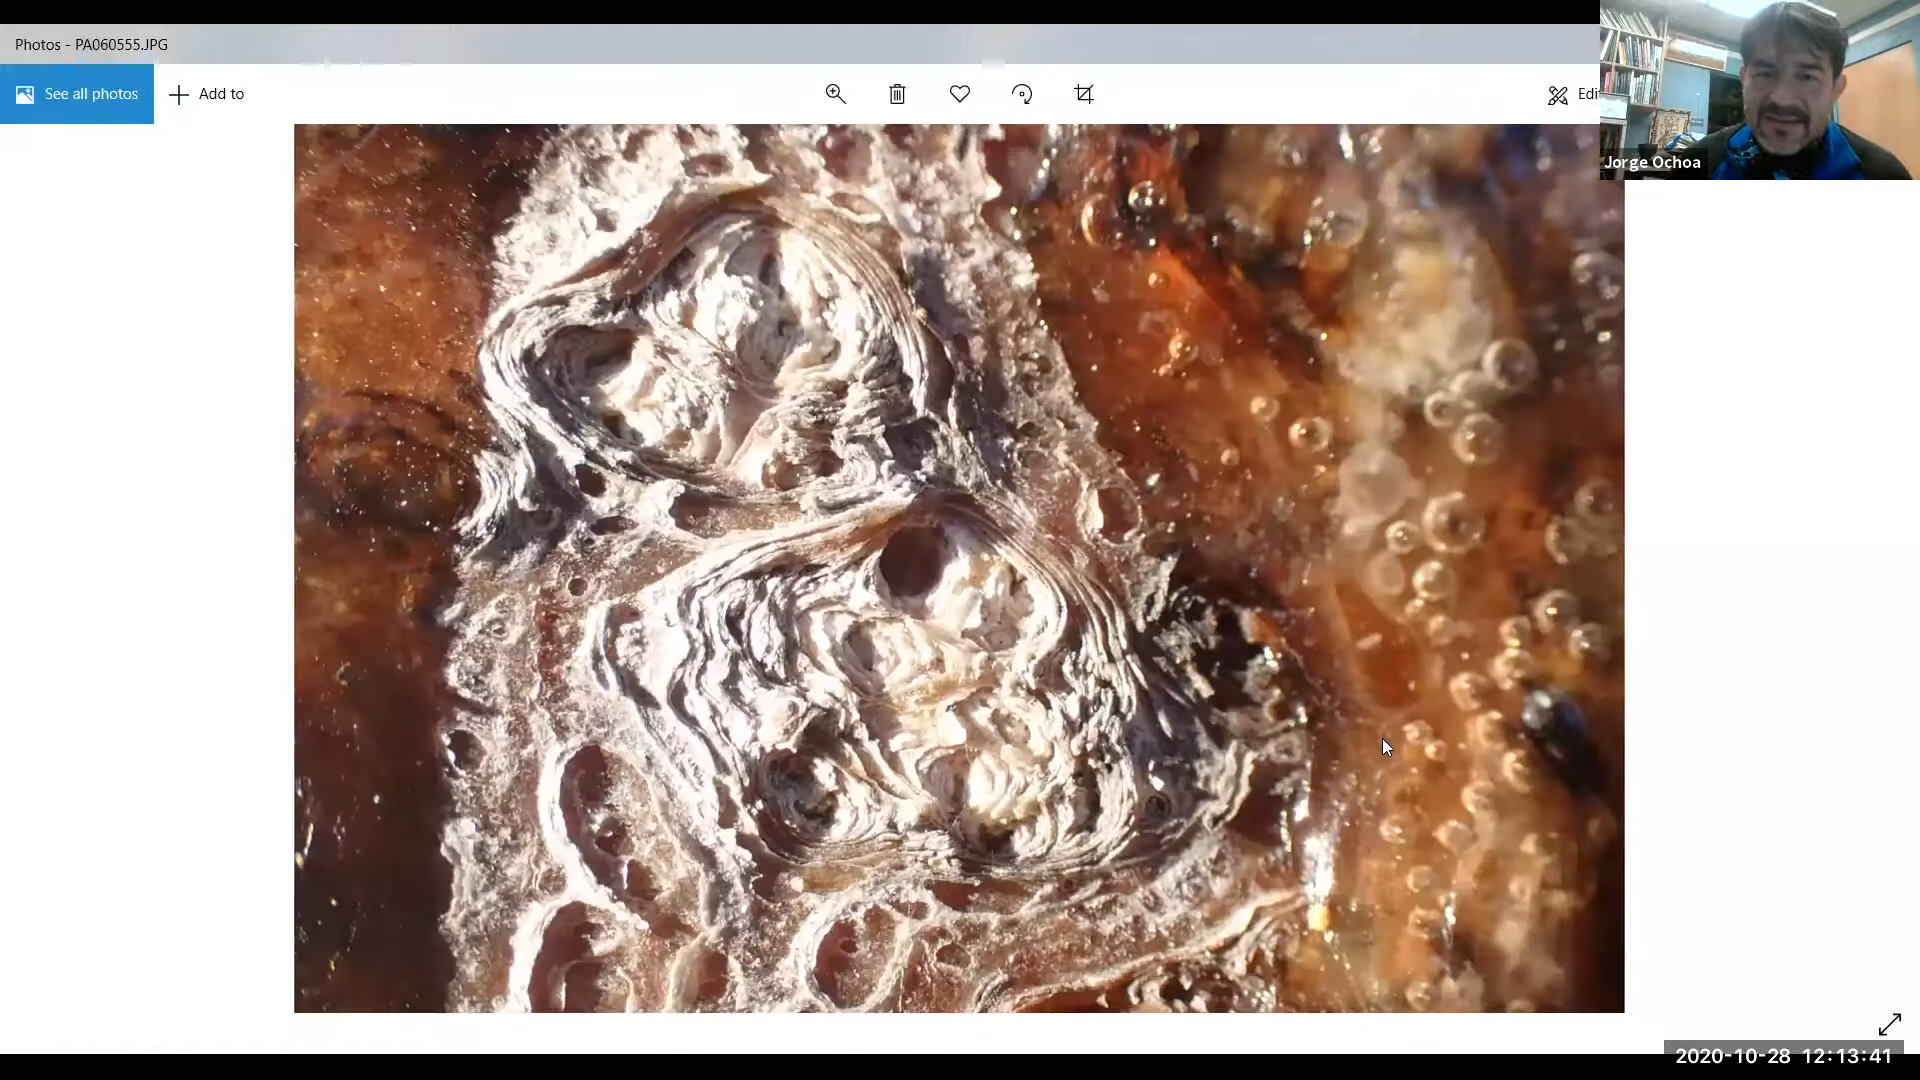 Photos - PA060555.JPG
See all photos
Add to
Edi
Jorge Ochoa
2020-10-28 12:13:41